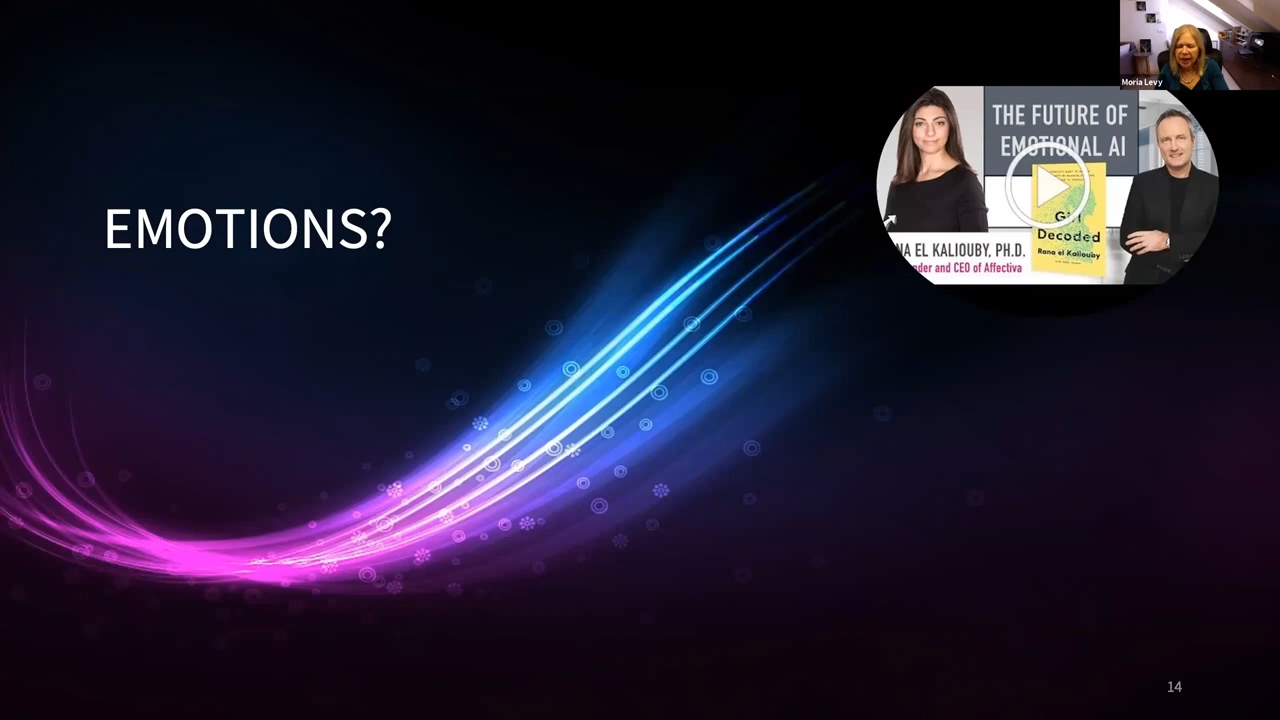 Moria Levy
THE FUTURE OF
EMOTIONAL AI
EMOTIONS?
Girl
Decoded
Rana el Kaliouby
NA EL KALIOUBY, PH.D.
nder and CEO of Affectiva
14